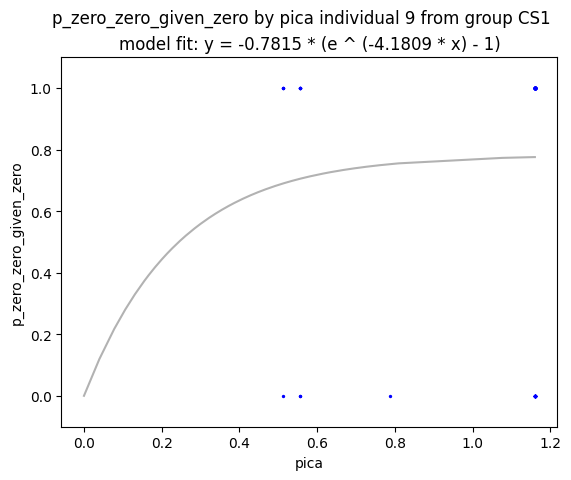 p_zero_zero_given_zero by pica individual 9 from group CS1
model fit: y = -0.7815 * (e ^ (-4.1809 * x) - 1)
1.0
0.8
0.6
0.4
0.2
0.0
p_zero_zero_given_zero
0.0 0.2 0.4 0.6 0.8 1.0 1.2
pica